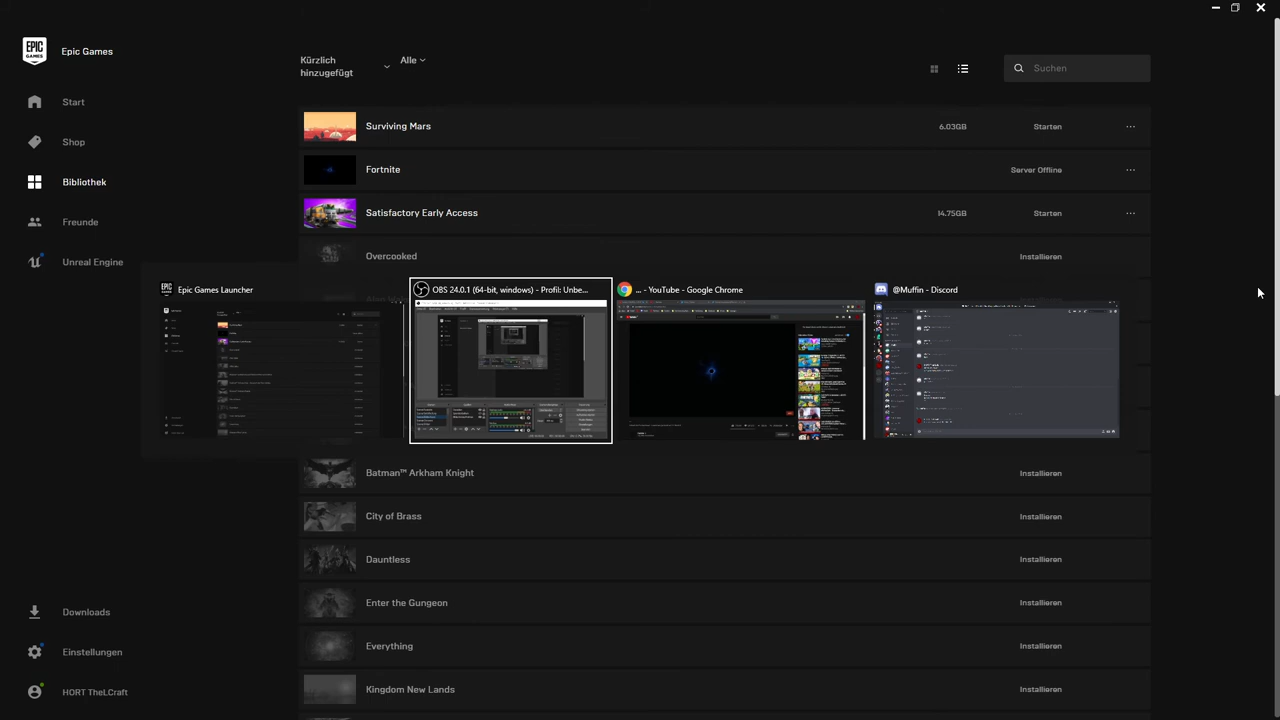 EPIC GAMES
Epic Games
Start
Shop
Bibliothek
Freunde
Unreal Engine
Downloads
Einstellungen
HORT TheLCraft
Kürzlich
hinzugefügt
Alle
Suchen
Surviving Mars 6.03GB Starten
Fortnite Server Offline
Satisfactory Early Access 14.75GB Starten
Overcooked Installieren
Epic Games Launcher
OBS 24.0.1 (64-bit, windows) - Profil: Unbe...
... - YouTube - Google Chrome
@Muffin - Discord
Batman™ Arkham Knight Installieren
City of Brass Installieren
Dauntless Installieren
Enter the Gungeon Installieren
Everything Installieren
Kingdom New Lands Installieren